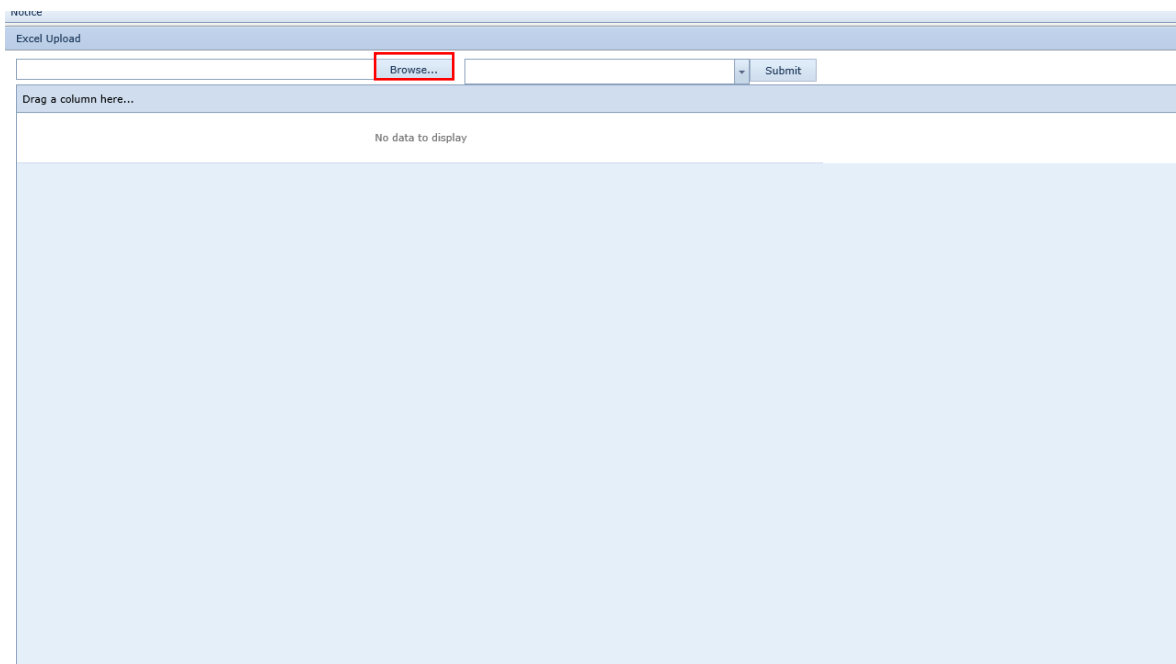 Notice
Excel Upload
Browse... Submit
Drag a column here...
No data to display